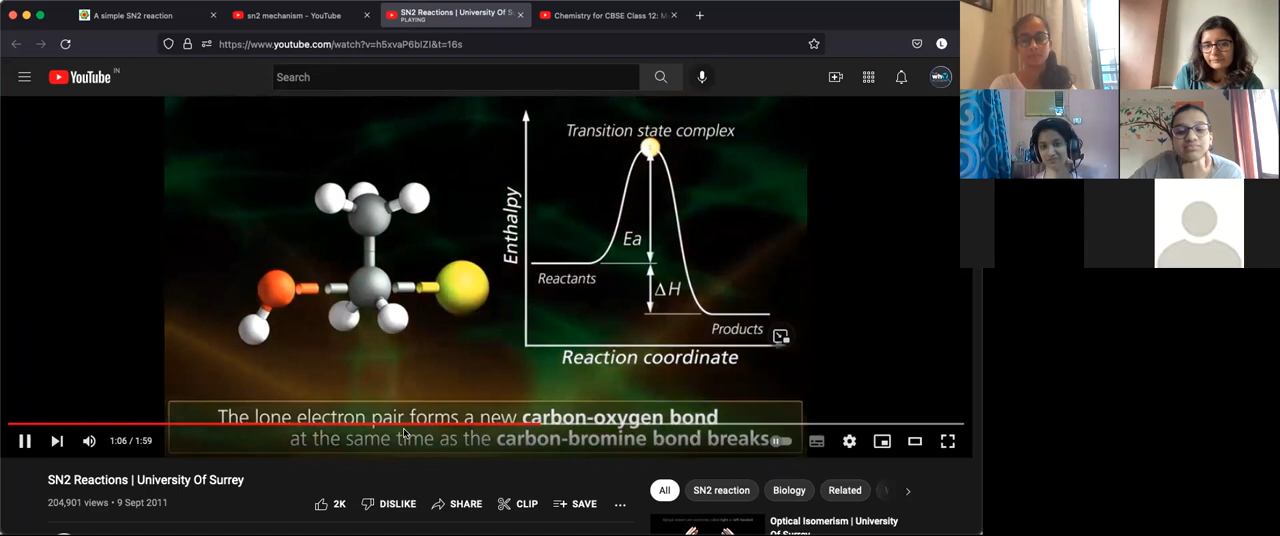 A simple SN2 reaction
sn2 mechanism - YouTube
SN2 Reactions | University Of Su
PLAYING
Chemistry for CBSE Class 12: M
https://www.youtube.com/watch?v=h5xvaP6bIZI&t=16s
YouTube IN
Search
Transition state complex
Enthalpy
Ea
Reactants
ΔH
Products
Reaction coordinate
The lone electron pair forms a new carbon-oxygen bond
at the same time as the carbon-bromine bond breaks
1:06 / 1:59
SN2 Reactions | University Of Surrey
204,901 views • 9 Sept 2011
2K DISLIKE SHARE CLIP SAVE ...
All SN2 reaction Biology Related
Optical Isomerism | University
Of Surrey